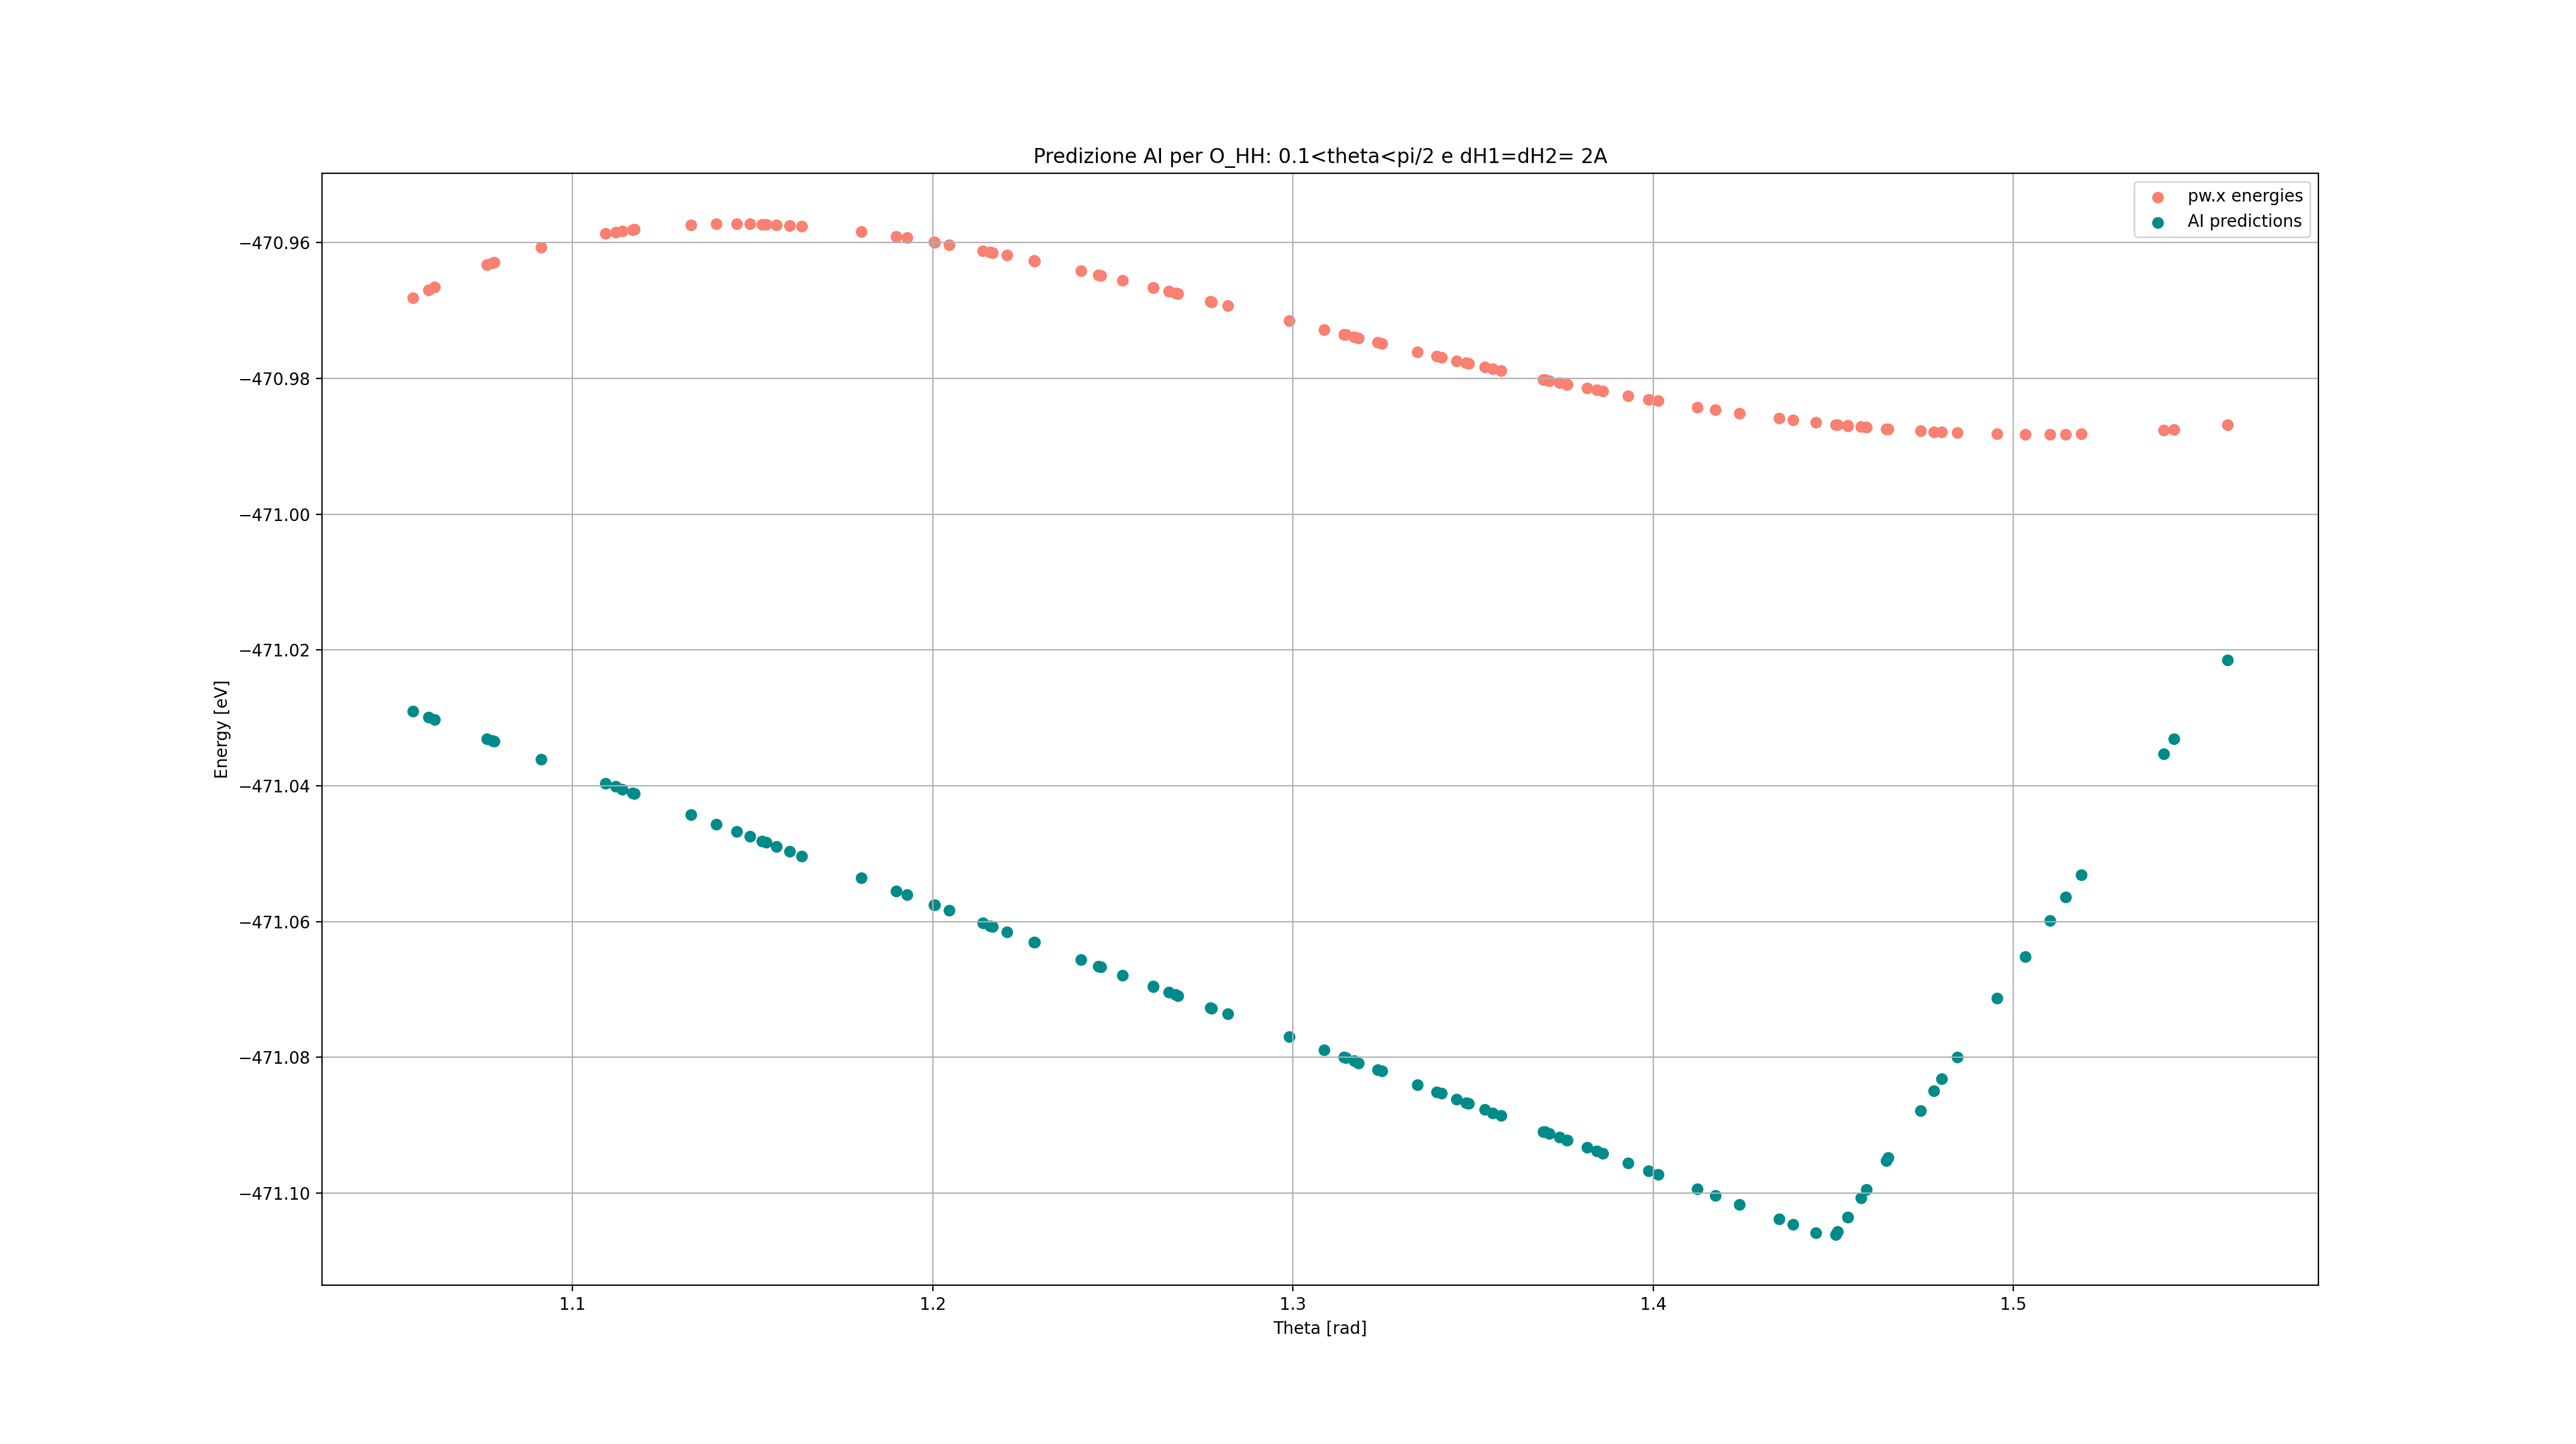 Predizione AI per O_HH: 0.1<theta<pi/2 e dH1=dH2= 2A
pw.x energies
AI predictions
−470.96
−470.98
−471.00
−471.02
−471.04
−471.06
−471.08
−471.10
Energy [eV]
1.1 1.2 1.3 1.4 1.5
Theta [rad]